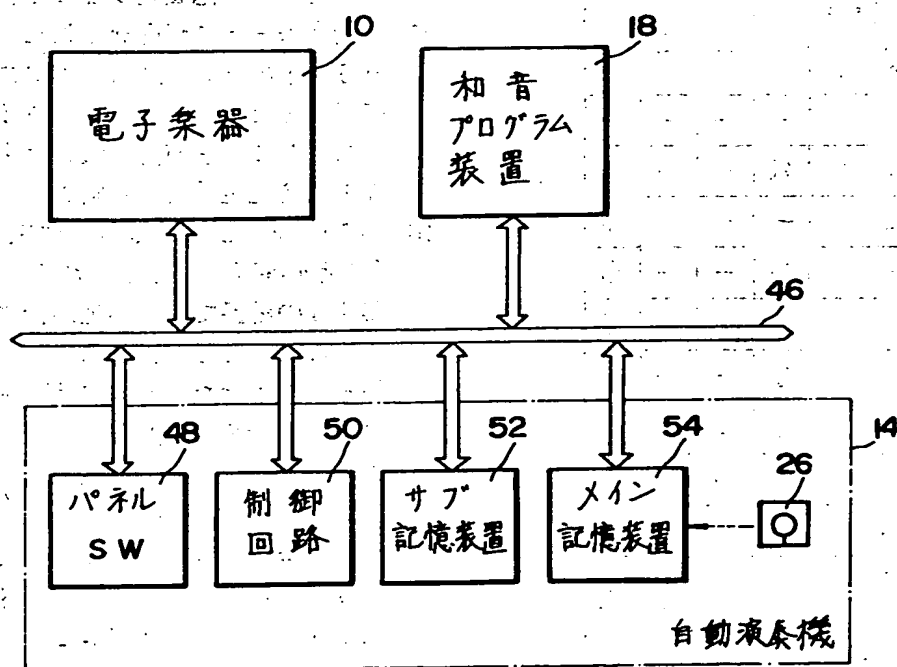 10
18
電子楽器
和音
プログラム
装置
46
48
50
52
54
14
26
パネル
SW
制御
回路
サブ
記憶装置
メイン
記憶装置
自動演奏機